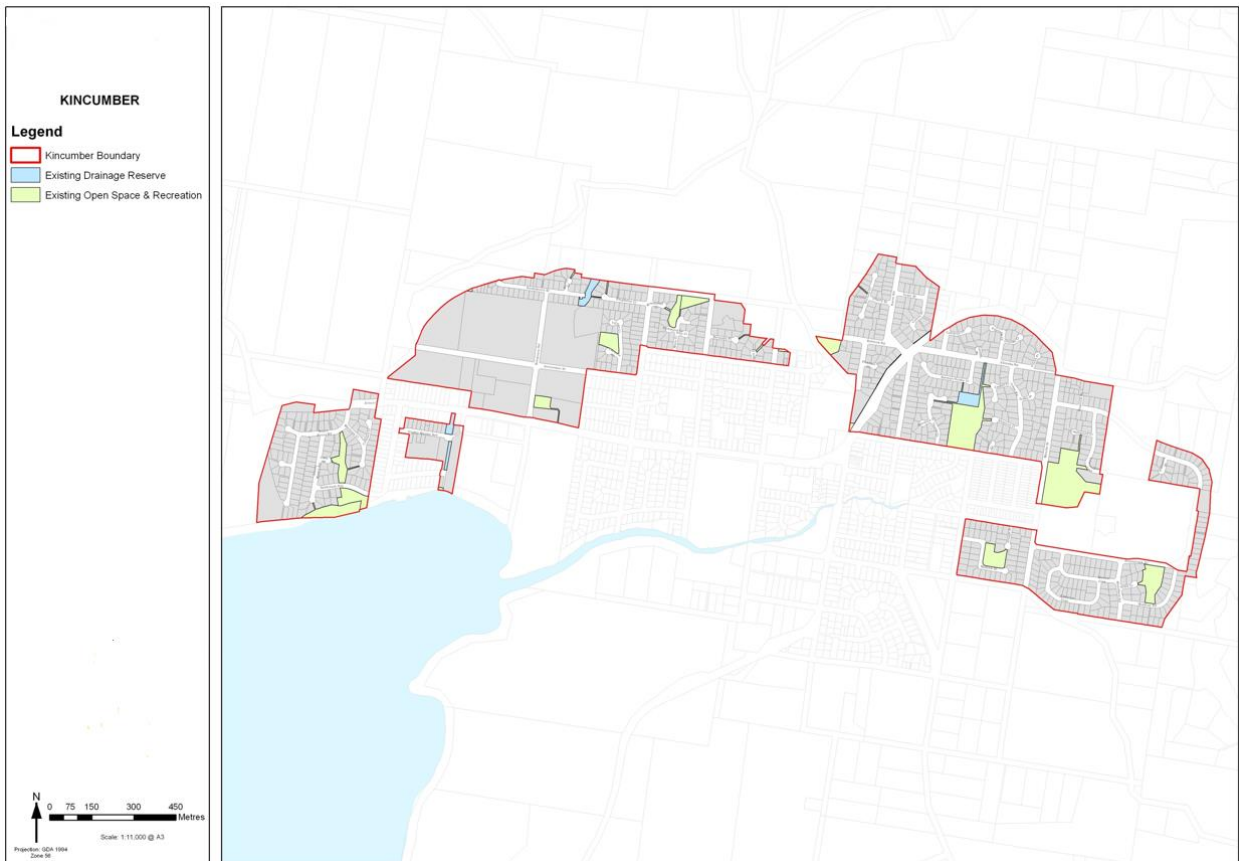 KINCUMBER
Legend
Kincumber Boundary
Existing Drainage Reserve
Existing Open Space & Recreation
N
0 75 150 300 450
Metres
Scale: 1:11,000 @ A3
Projection: GDA 1994
Zone 56